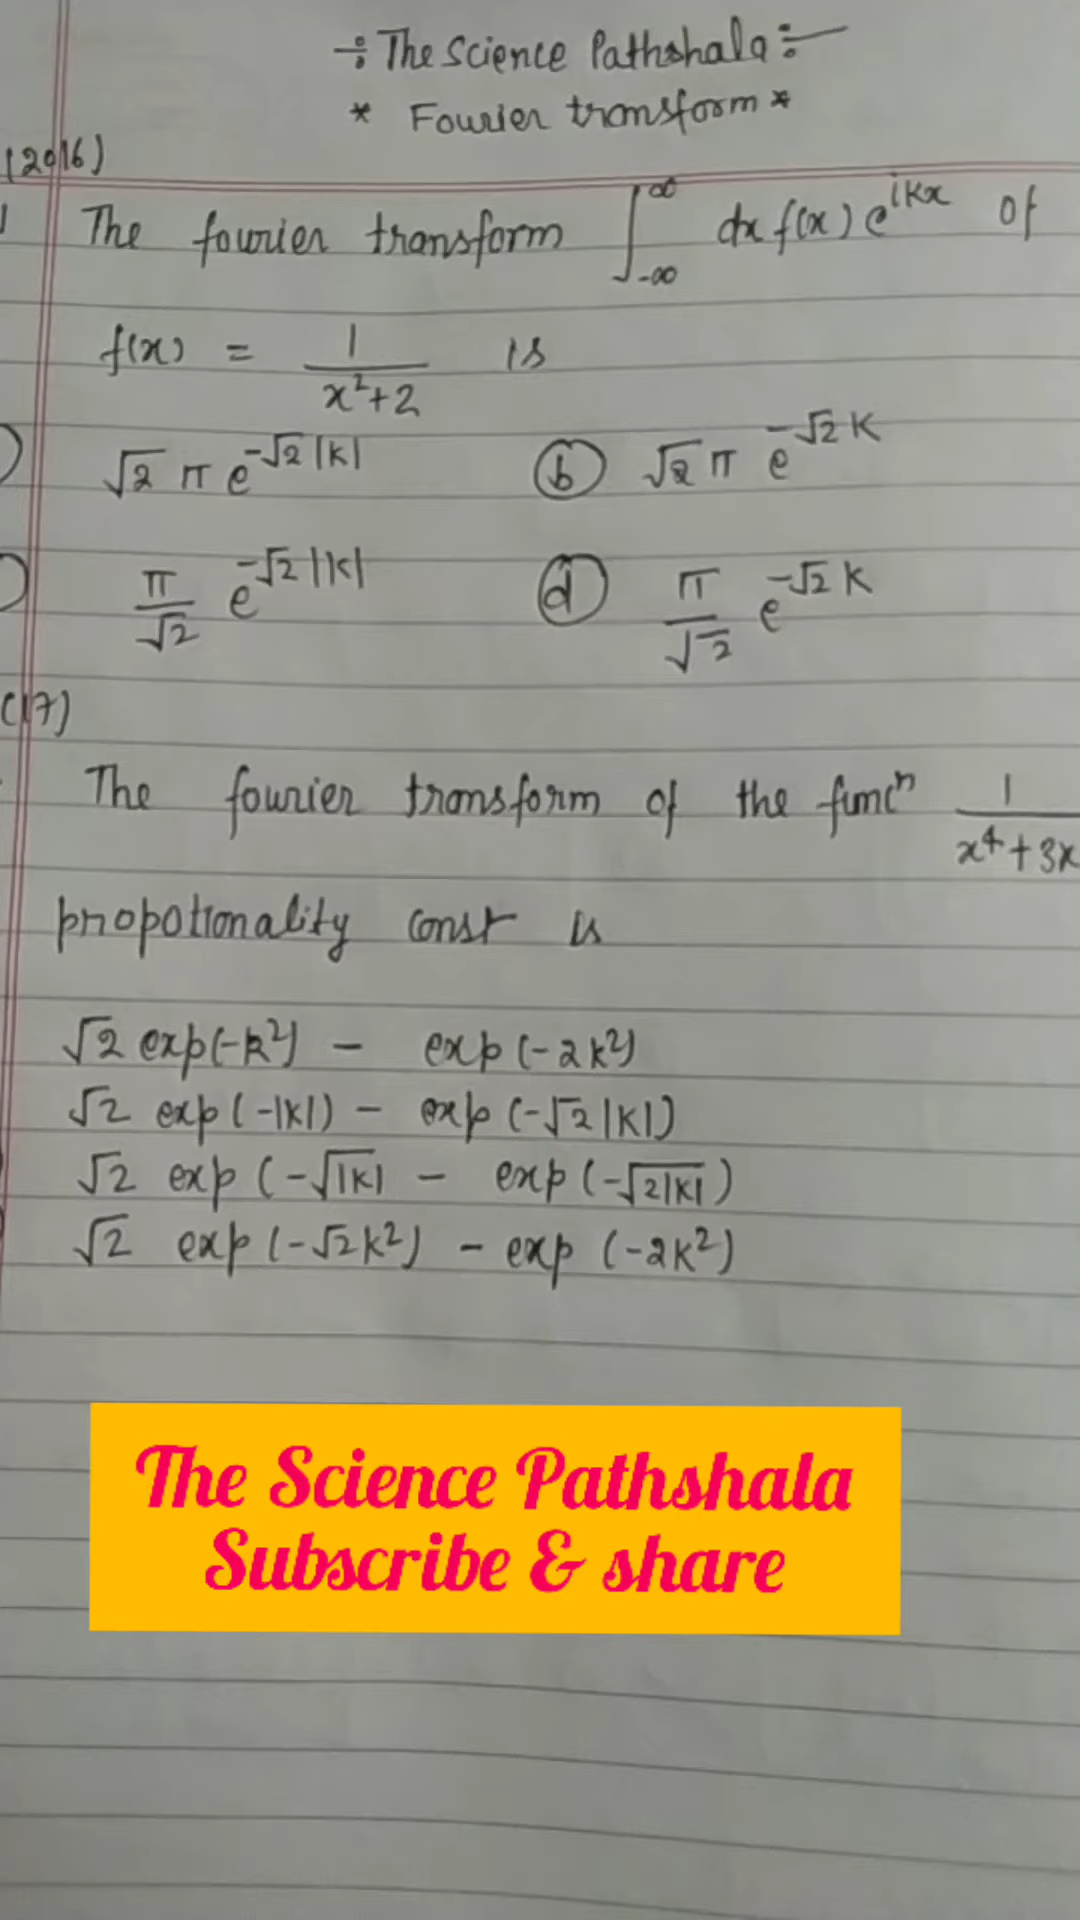 ÷ The Science Pathshala ÷
* Fourier transform *
(2016)
The fourier transform ∫_{-∞}^{∞} dx f(x) e^{ikx} of
f(x) = 1/(x²+2) is
√2 π e^{-√2|k|} (b) √2 π e^{-√2k}
π/√2 e^{-√2|k|} (d) π/√2 e^{-√2k}
(17)
The fourier transform of the funcⁿ 1/(x⁴+3x
propotionality const is
√2 exp(-k²) - exp(-2k²)
√2 exp(-|k|) - exp(-√2|k|)
√2 exp(-√|k| - exp(-√2|k|)
√2 exp(-√2k²) - exp(-2k²)
The Science Pathshala
Subscribe & share